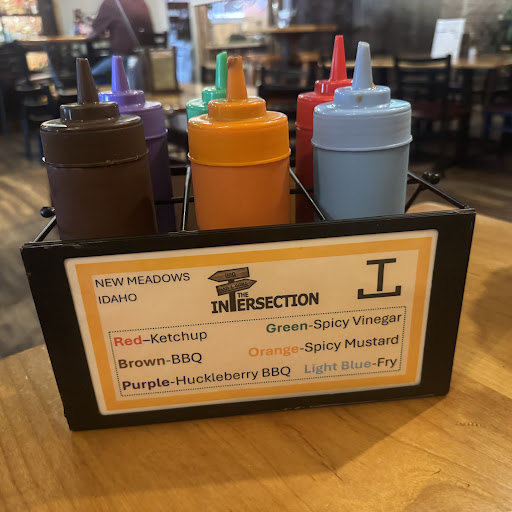 NEW MEADOWS
IDAHO
THE
INTERSECTION
Red-Ketchup
Green-Spicy Vinegar
Brown-BBQ
Orange-Spicy Mustard
Purple-Huckleberry BBQ
Light Blue-Fry